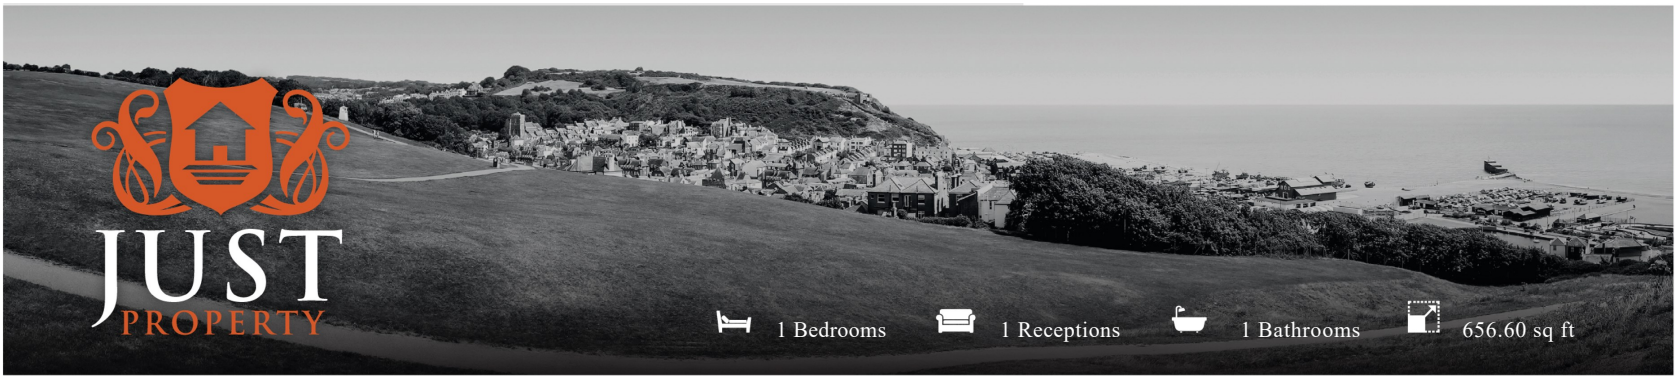 JUST
PROPERTY
1 Bedrooms 1 Receptions 1 Bathrooms 656.60 sq ft